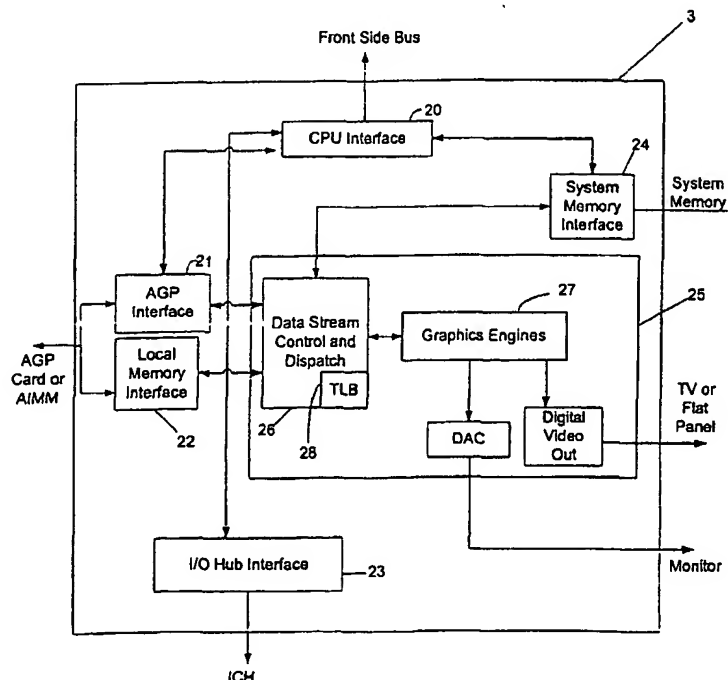 3
Front Side Bus
20
CPU Interface
24
System
Memory
Interface
System
Memory
21
AGP
Interface
Data Stream
Control and
Dispatch
27
Graphics Engines
25
AGP
Card or
AIMM
Local
Memory
Interface
22
TLB
26
28
DAC
Digital
Video
Out
TV or
Flat
Panel
I/O Hub Interface
23
Monitor
ICH